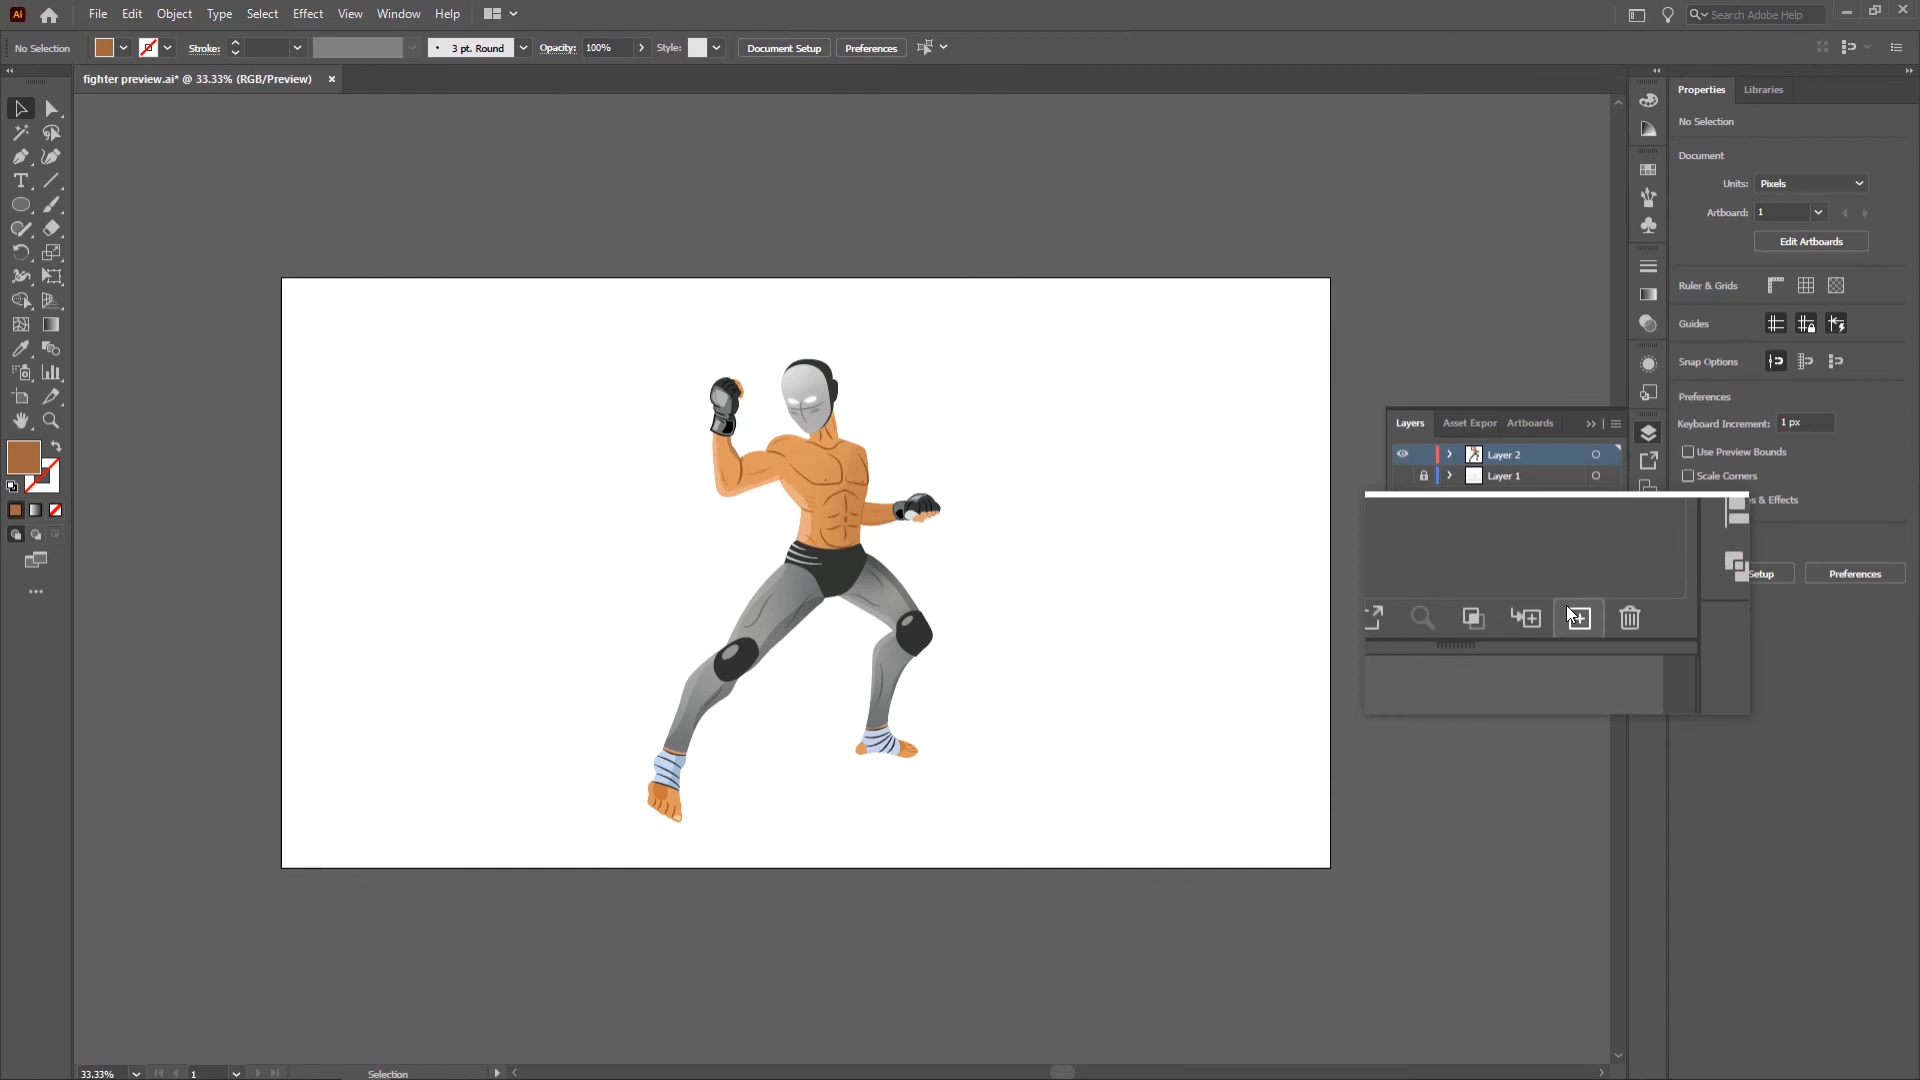 Ai File Edit Object Type Select Effect View Window Help Search Adobe Help
No Selection Stroke: 3 pt. Round Opacity: 100% Style: Document Setup Preferences
fighter preview.ai* @ 33.33% (RGB/Preview)
Properties Libraries
No Selection
Document
Units: Pixels
Artboard: 1
Edit Artboards
Ruler & Grids
Guides
Snap Options
Preferences
Keyboard Increment: 1 px
Use Preview Bounds
Scale Corners
s & Effects
Setup Preferences
Layers Asset Expor Artboards
Layer 2
Layer 1
33.33% 1 Selection